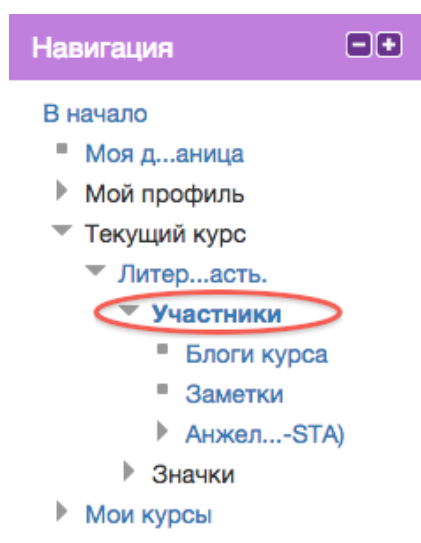 Навигация
В начало
Моя д...аница
Мой профиль
Текущий курс
Литер...асть.
Участники
Блоги курса
Заметки
Анжел...-STA)
Значки
Мои курсы